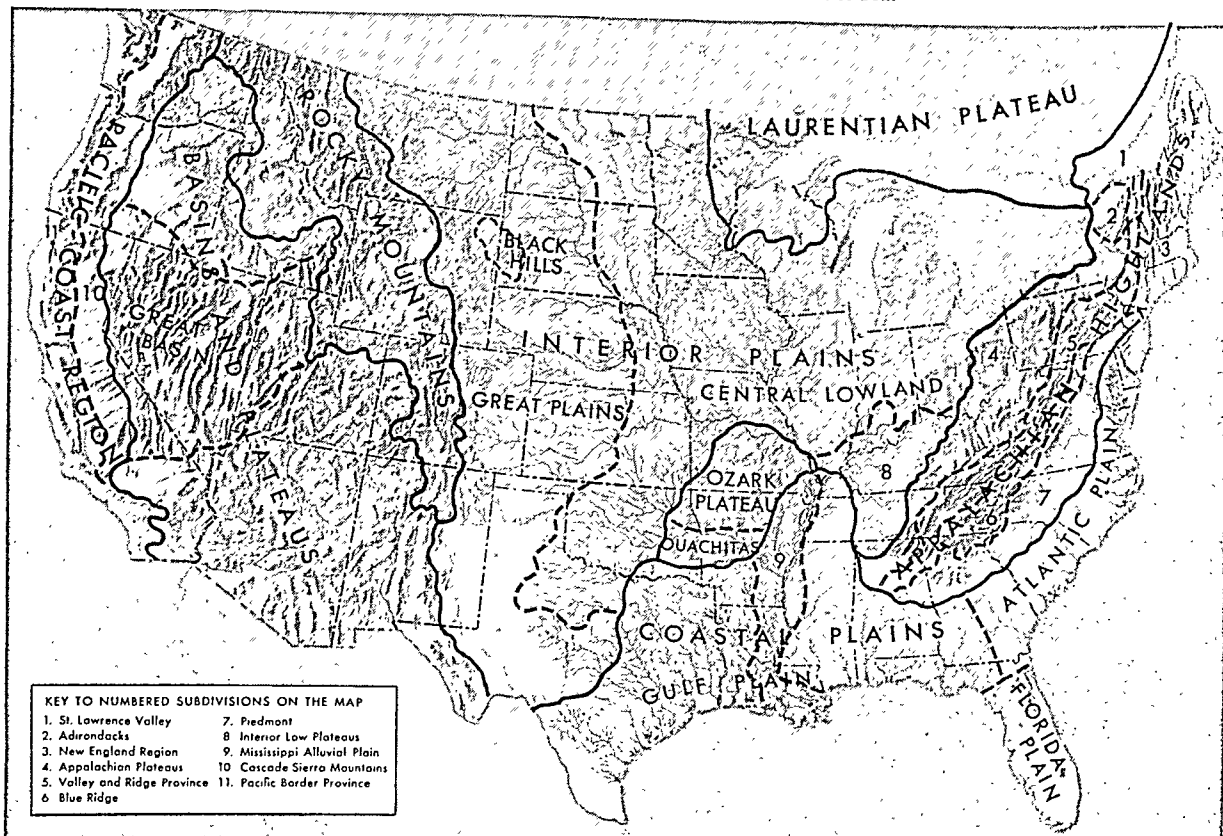 LAURENTIAN PLATEAU
PACIFIC COAST REGION
BASIN AND PLATEAUS
ROCKY MOUNTAINS
1
2
3
11
10
BLACK
HILLS
GREAT
BASIN
INTERIOR PLAINS
CENTRAL LOWLAND
GREAT PLAINS
4
5
APPALACHIAN HIGHLANDS
8
OZARK
PLATEAU
OUACHITAS
9
6
7
ATLANTIC PLAIN
COASTAL PLAINS
GULF PLAIN
FLORIDA
PLAIN
KEY TO NUMBERED SUBDIVISIONS ON THE MAP
1. St. Lawrence Valley
2. Adirondacks
3. New England Region
4. Appalachian Plateaus
5. Valley and Ridge Province
6 Blue Ridge
7. Piedmont
8 Interior Low Plateaus
9. Mississippi Alluvial Plain
10 Cascade Sierra Mountains
11. Pacific Border Province